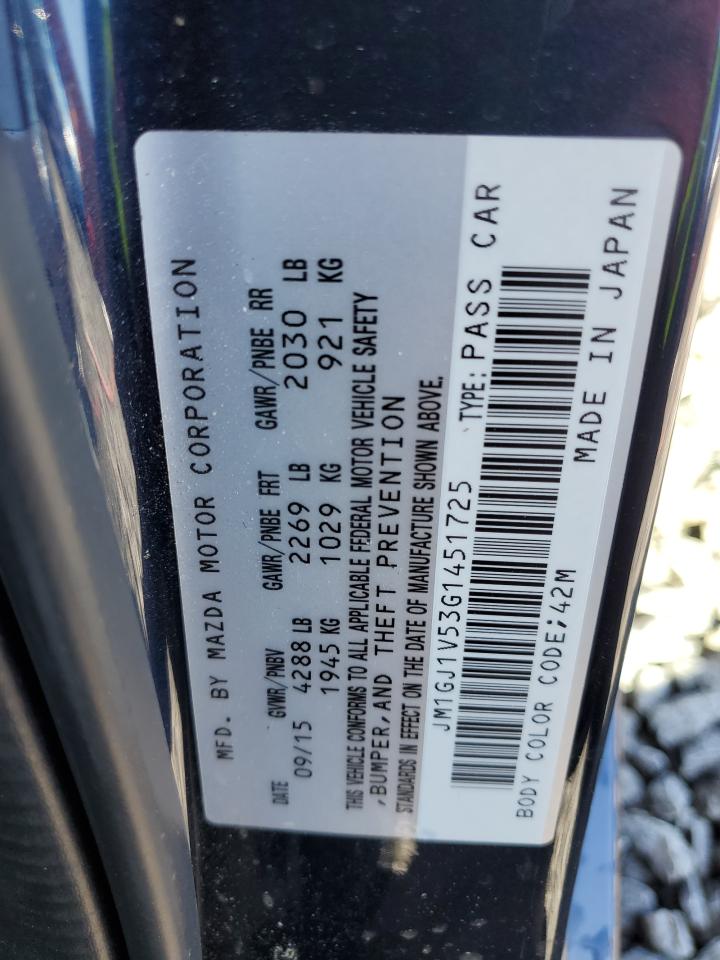 MFD. BY MAZDA MOTOR CORPORATION
DATE GVWR/PNBV GAWR/PNBE FRT GAWR/PNBE RR
09/15 4288 LB 2269 LB 2030 LB
1945 KG 1029 KG 921 KG
THIS VEHICLE CONFORMS TO ALL APPLICABLE FEDERAL MOTOR VEHICLE SAFETY
,BUMPER,AND THEFT PREVENTION
STANDARDS IN EFFECT ON THE DATE OF MANUFACTURE SHOWN ABOVE.
JM1GJ1V53G1451725 TYPE:PASS CAR
BODY COLOR CODE;42M MADE IN JAPAN